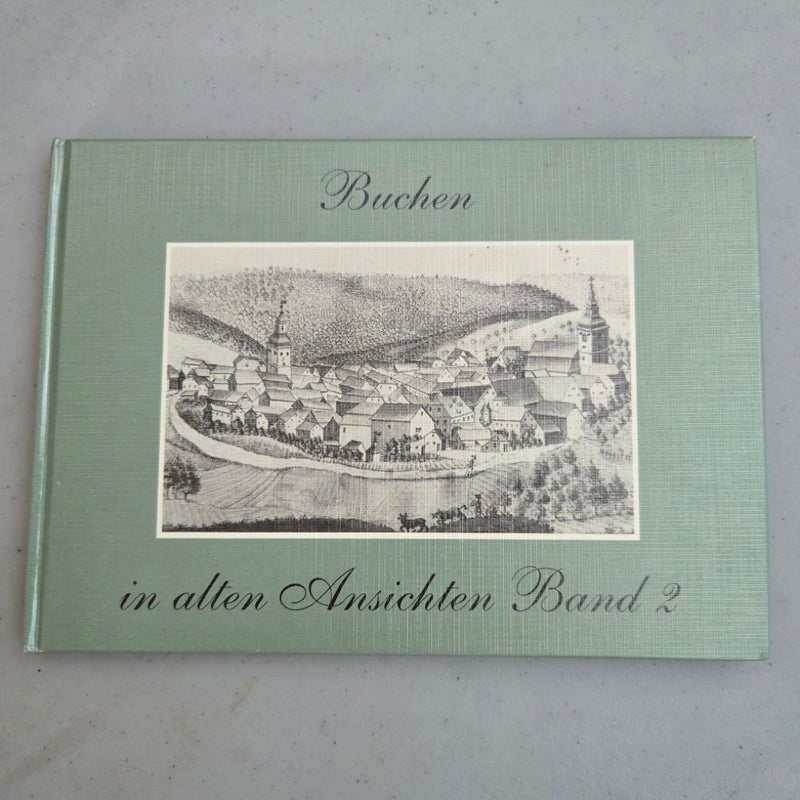 Buchen
in alten Ansichten Band 2